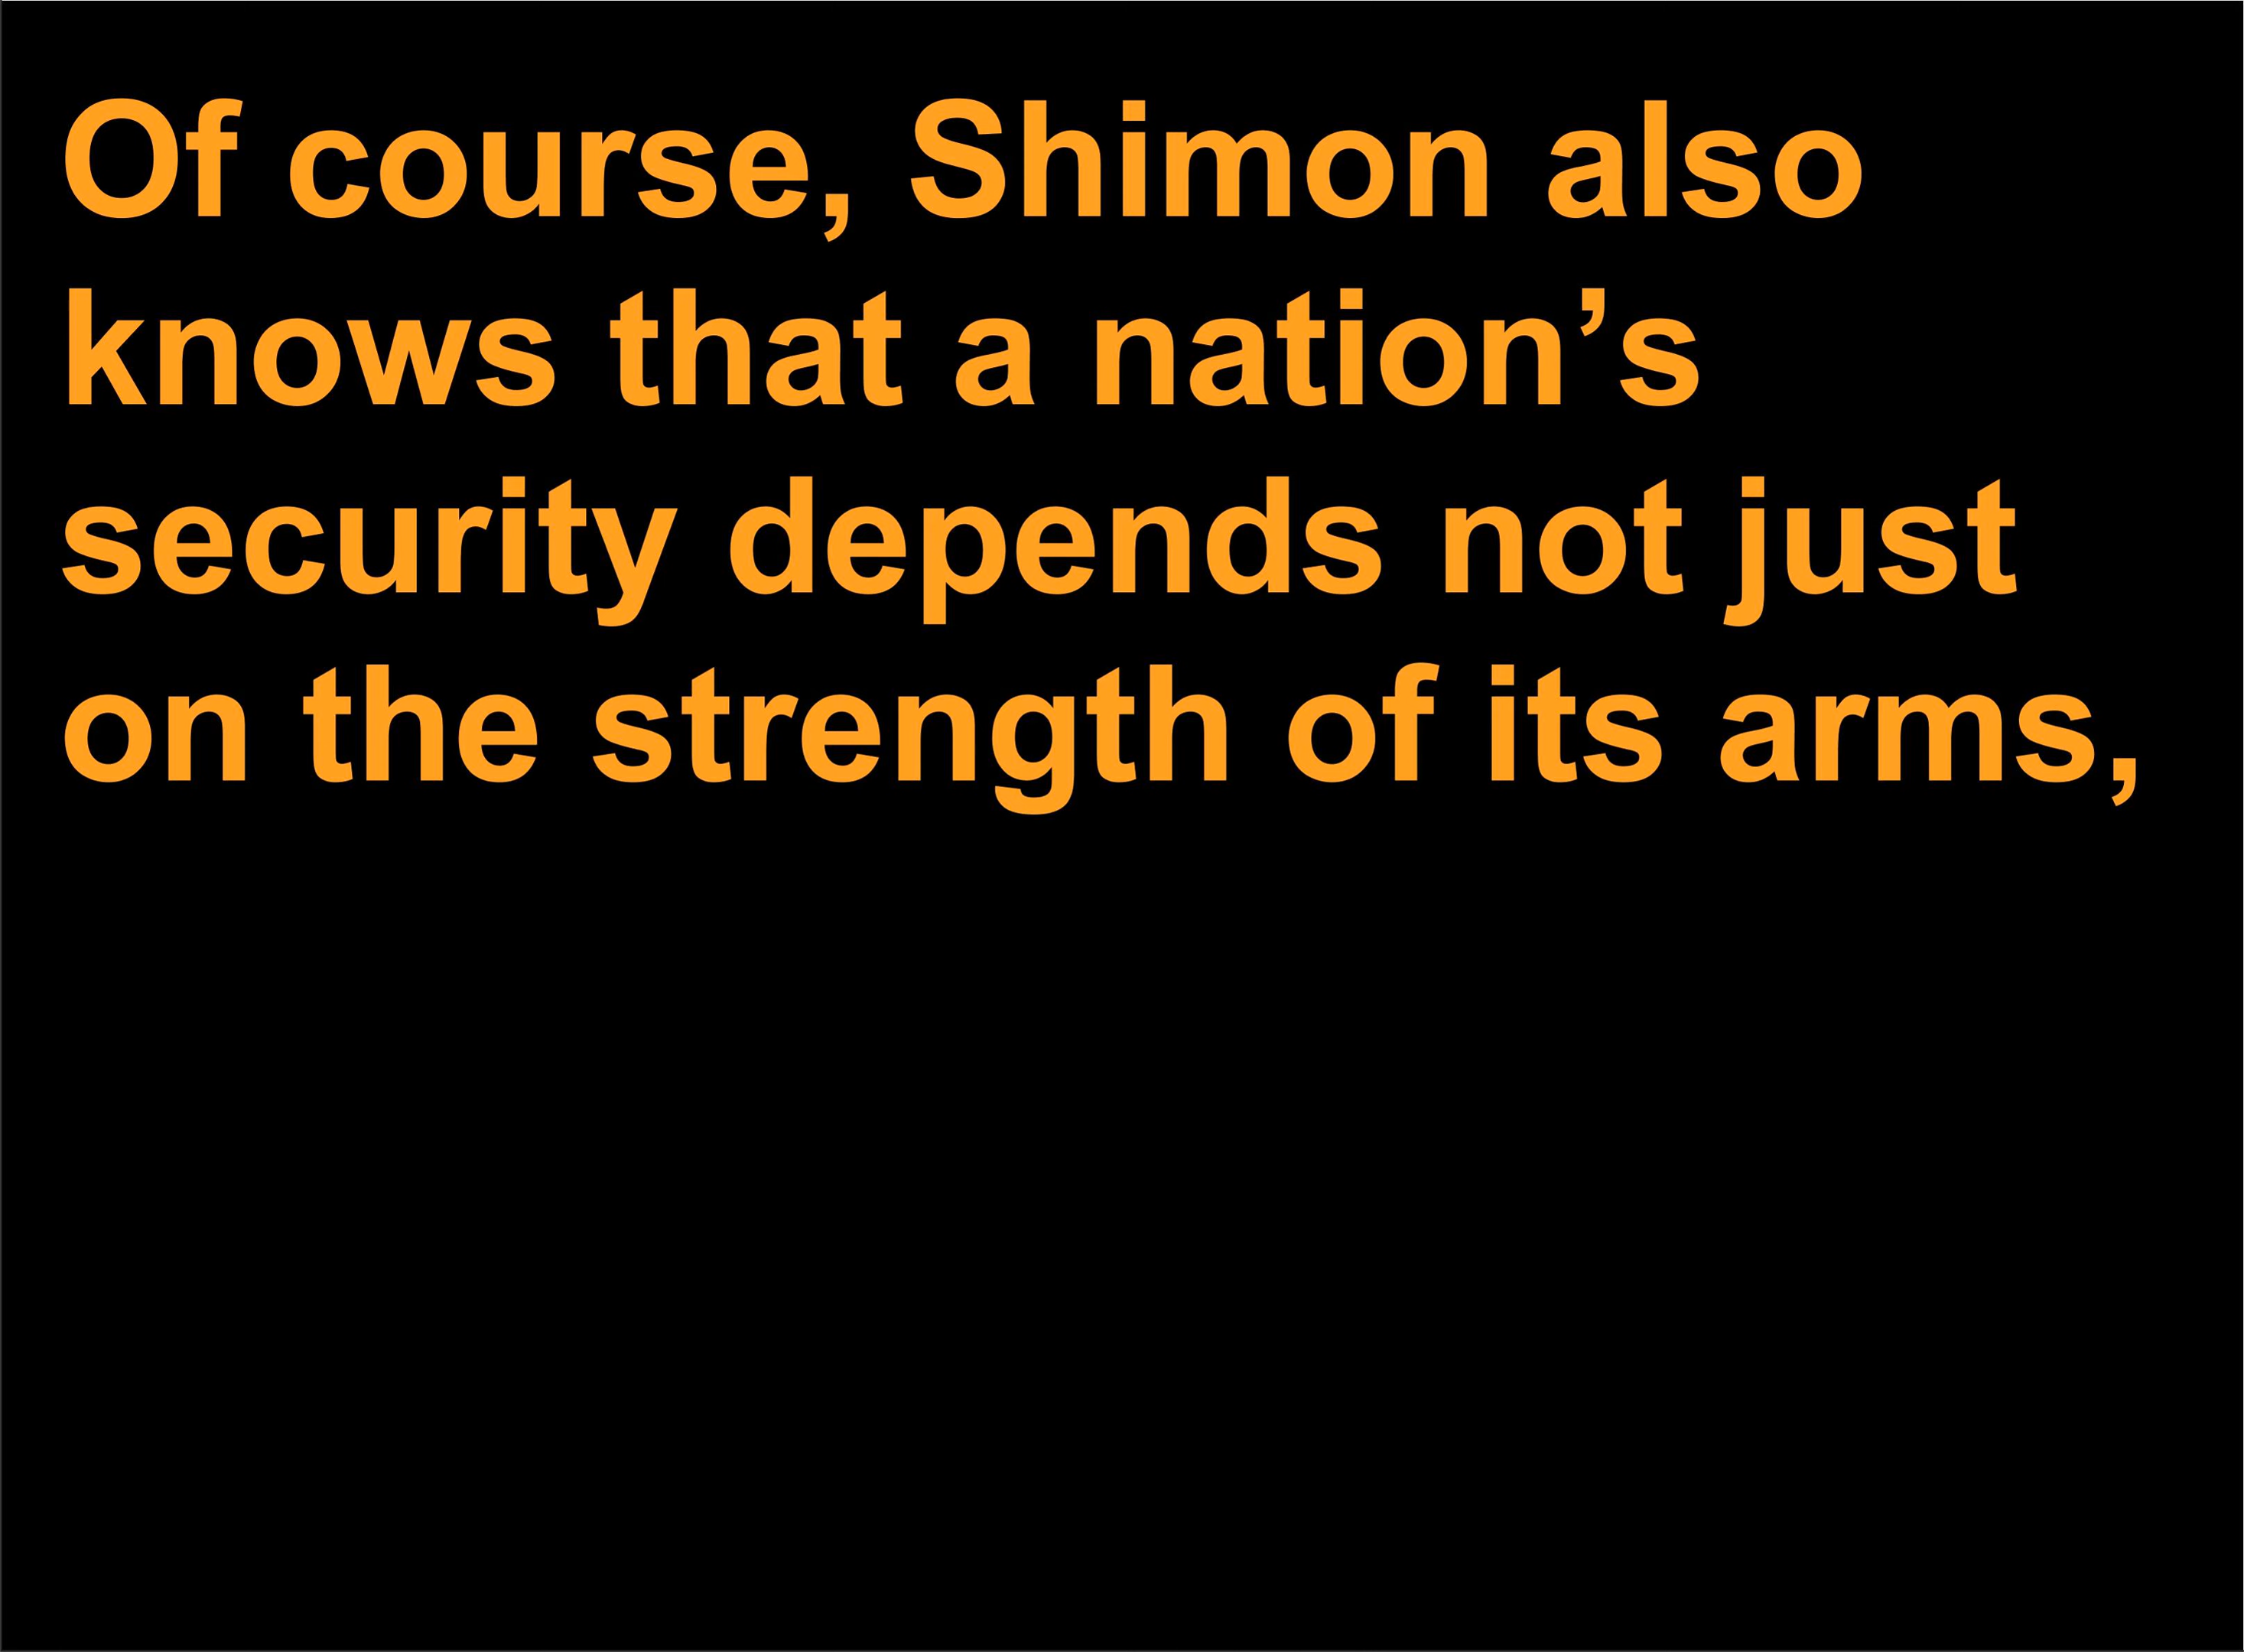 Of course, Shimon also
knows that a nation’s
security depends not just
on the strength of its arms,